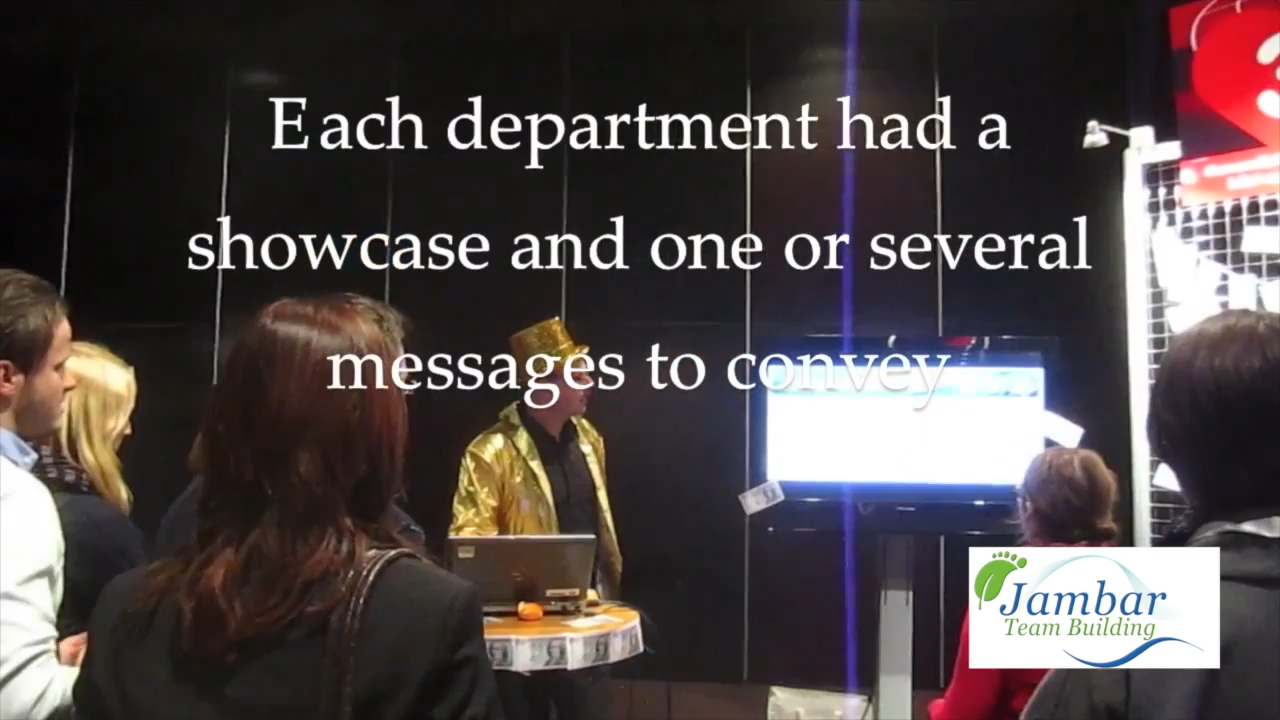 Each department had a
showcase and one or several
messages to convey
Jambar
Team Building